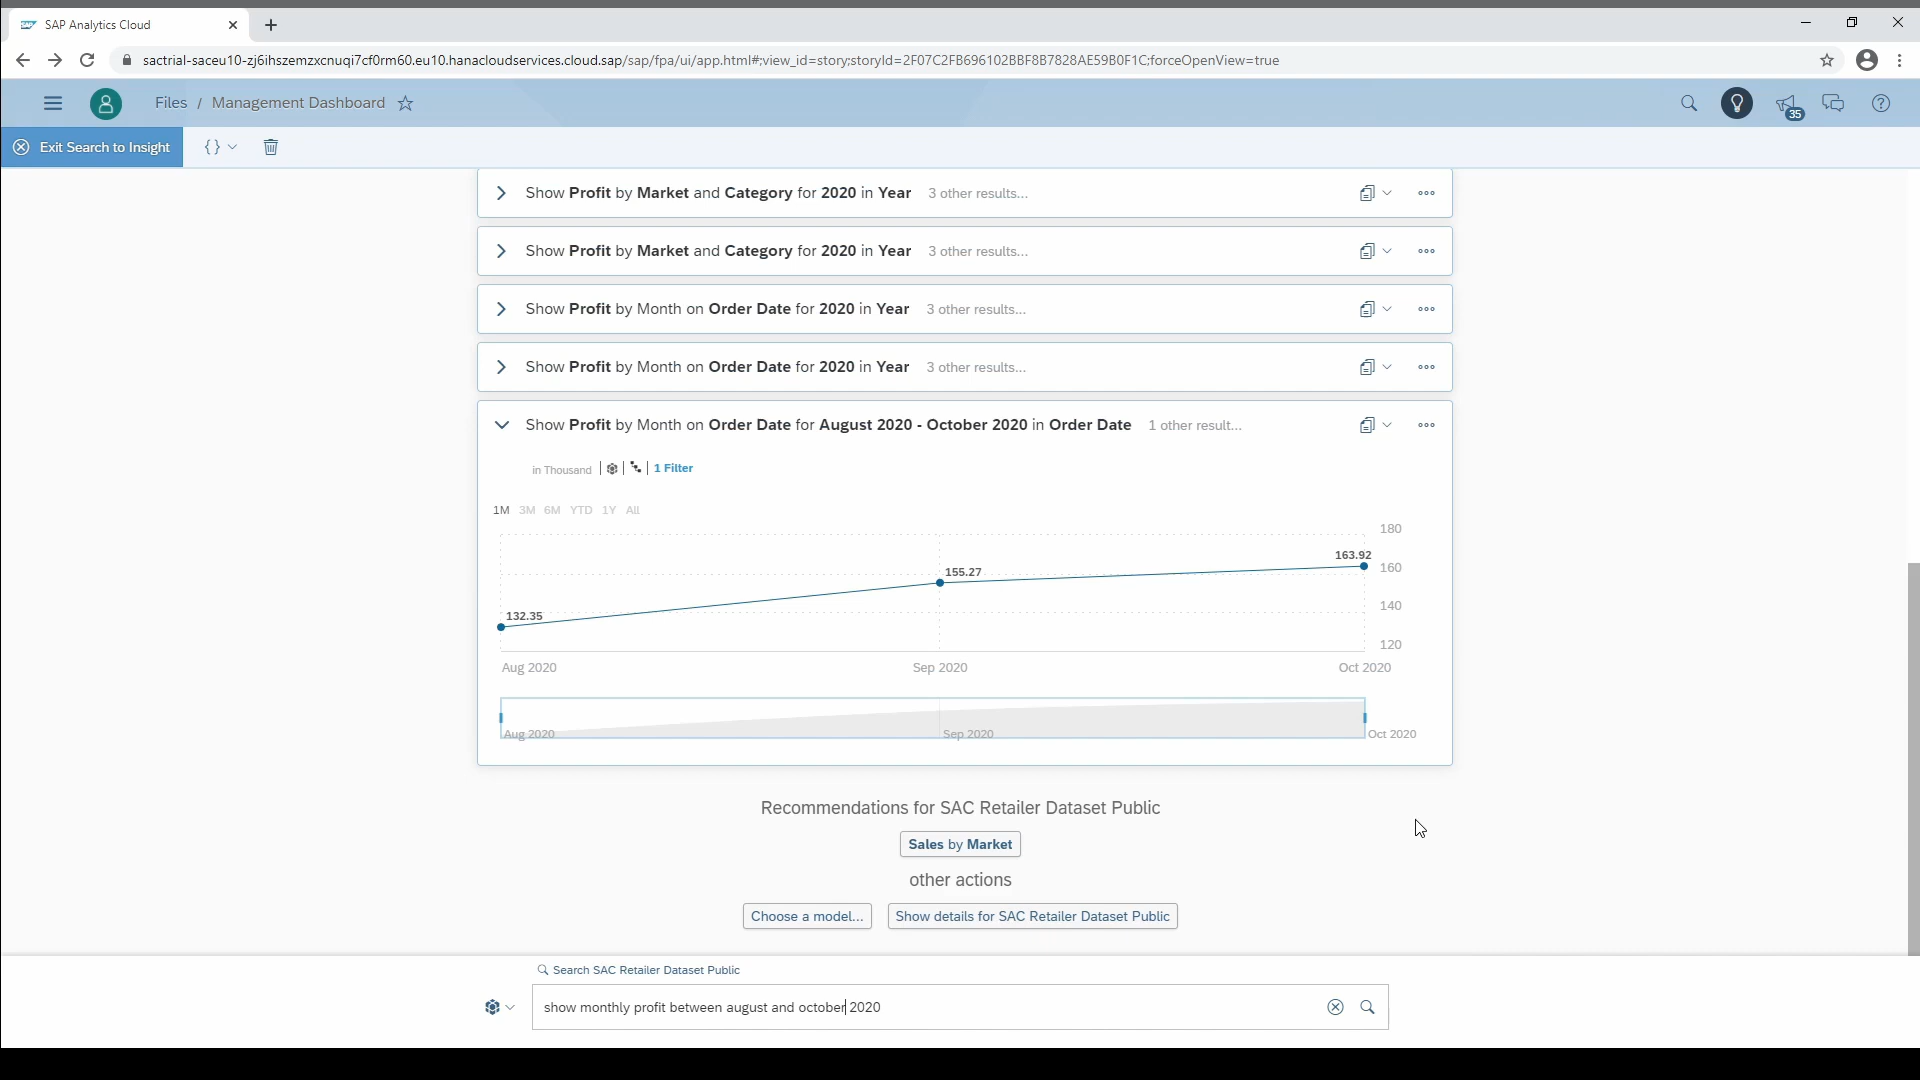 SAP Analytics Cloud
sactrial-saceu10-zj6ihszemzxcnuqi7cf0rm60.eu10.hanacloudservices.cloud.sap/sap/fpa/ui/app.html#;view_id=story;storyId=2F07C2FB696102BBF8B7828AE59B0F1C;forceOpenView=true
Files / Management Dashboard
35
Exit Search to Insight
Show Profit by Market and Category for 2020 in Year 3 other results...
Show Profit by Market and Category for 2020 in Year 3 other results...
Show Profit by Month on Order Date for 2020 in Year 3 other results...
Show Profit by Month on Order Date for 2020 in Year 3 other results...
Show Profit by Month on Order Date for August 2020 - October 2020 in Order Date 1 other result...
in Thousand 1 Filter
1M 3M 6M YTD 1Y All
180
163.92
155.27
160
132.35
140
120
Aug 2020 Sep 2020 Oct 2020
Aug 2020 Sep 2020 Oct 2020
Recommendations for SAC Retailer Dataset Public
Sales by Market
other actions
Choose a model... Show details for SAC Retailer Dataset Public
Search SAC Retailer Dataset Public
show monthly profit between august and october 2020